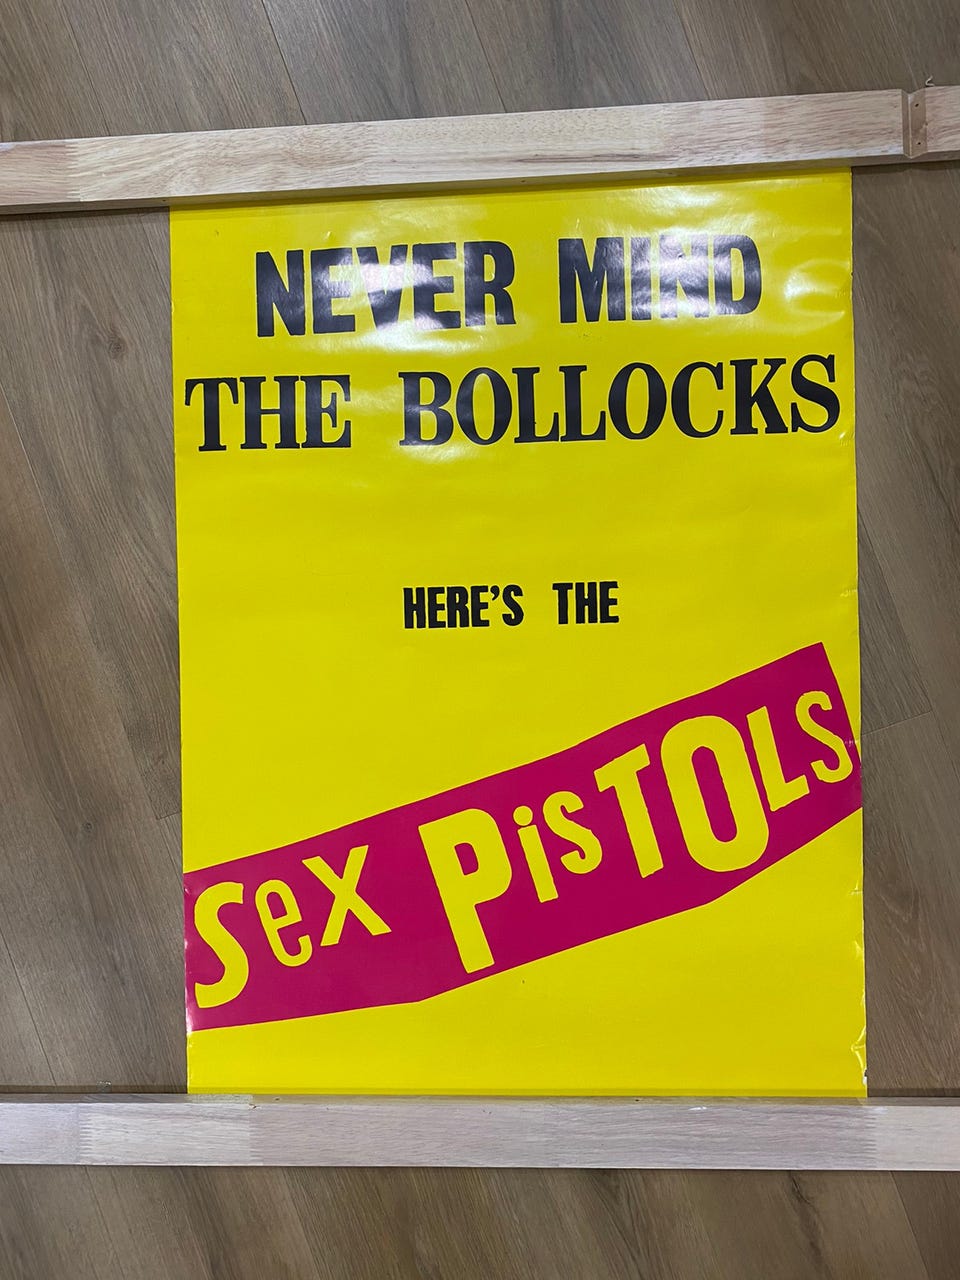 NEVER MIND
THE BOLLOCKS
HERE'S THE
Sex PiSTOLS